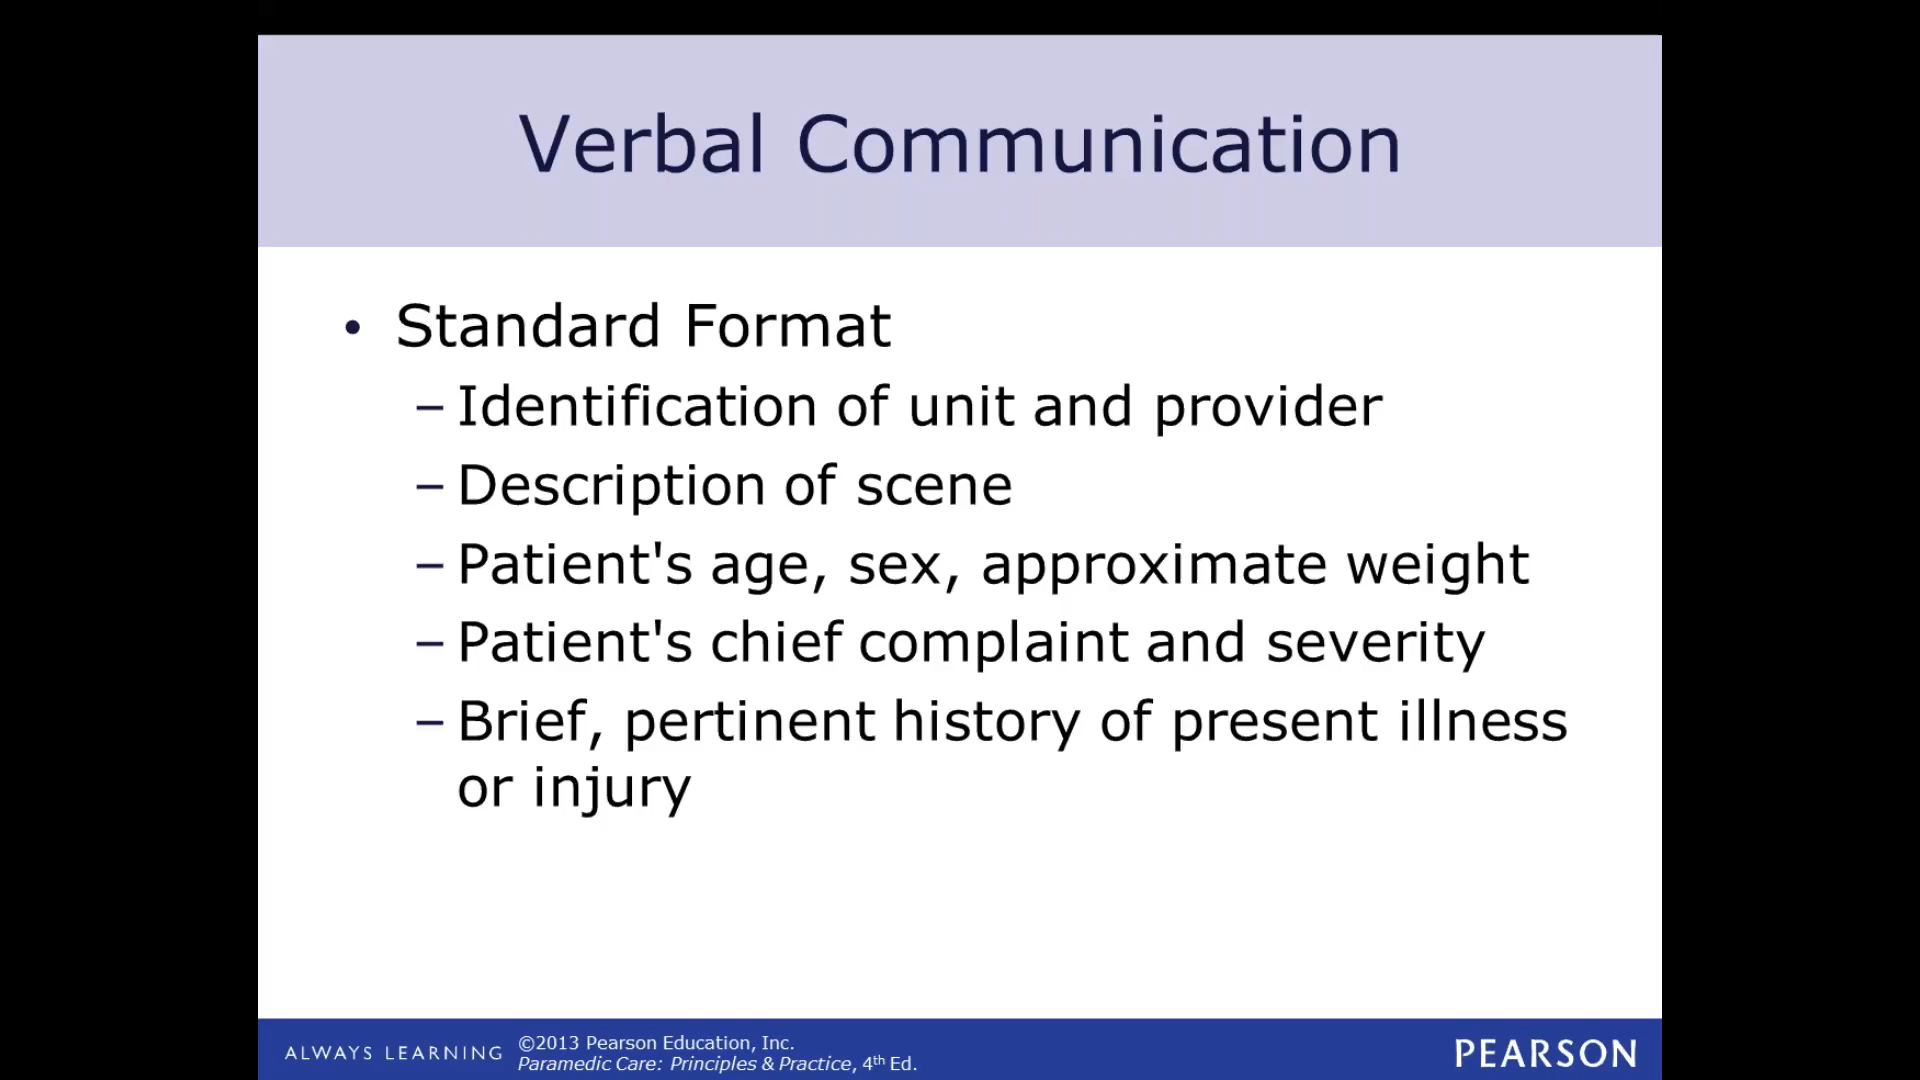 Verbal Communication
• Standard Format
– Identification of unit and provider
– Description of scene
– Patient's age, sex, approximate weight
– Patient's chief complaint and severity
– Brief, pertinent history of present illness
or injury
ALWAYS LEARNING
©2013 Pearson Education, Inc.
Paramedic Care: Principles & Practice, 4th Ed.
PEARSON